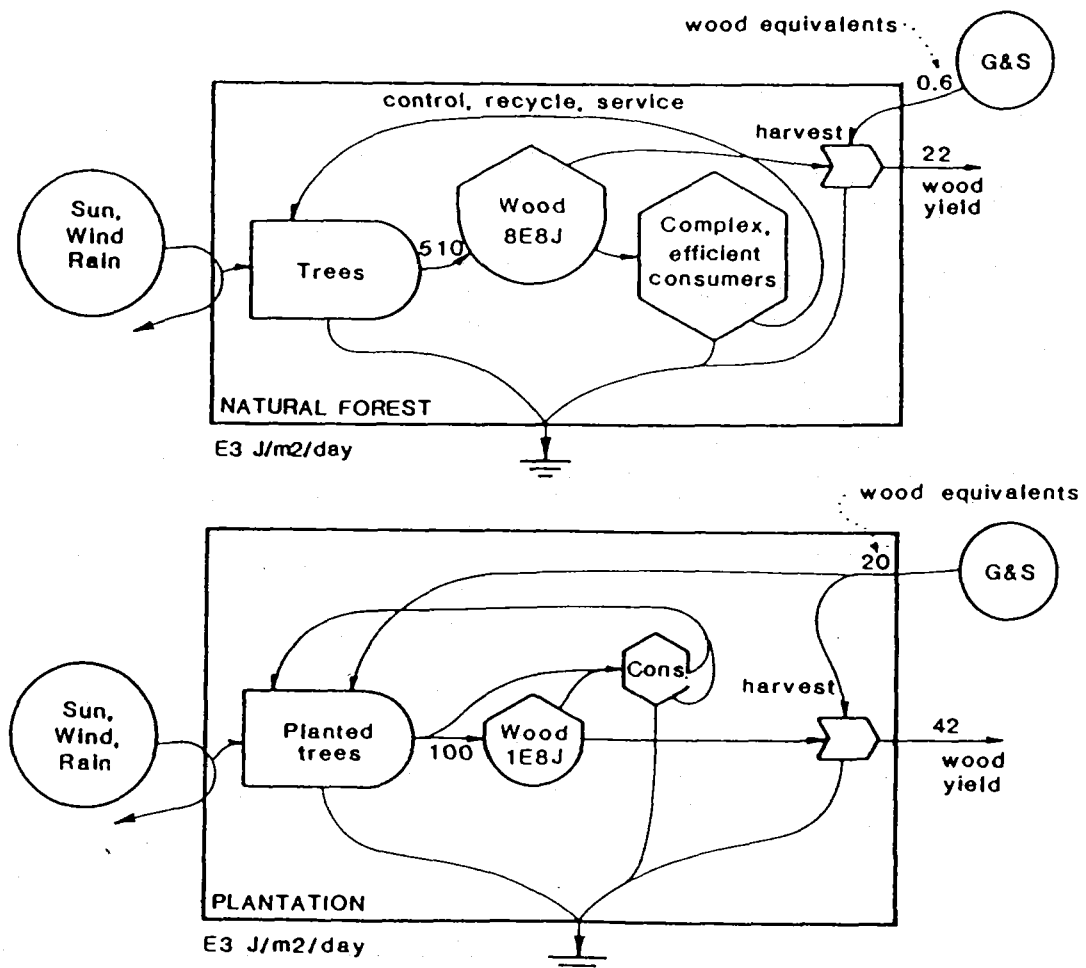 wood equivalents
G&S
0.6
control, recycle, service
harvest
22
wood
yield
Sun,
Wind
Rain
Trees
510
Wood
8E8J
Complex,
efficient
consumers
NATURAL FOREST
E3 J/m2/day
wood equivalents
20
G&S
Cons
harvest
Sun,
Wind,
Rain
Planted
trees
100
Wood
1E8J
42
wood
yield
PLANTATION
E3 J/m2/day